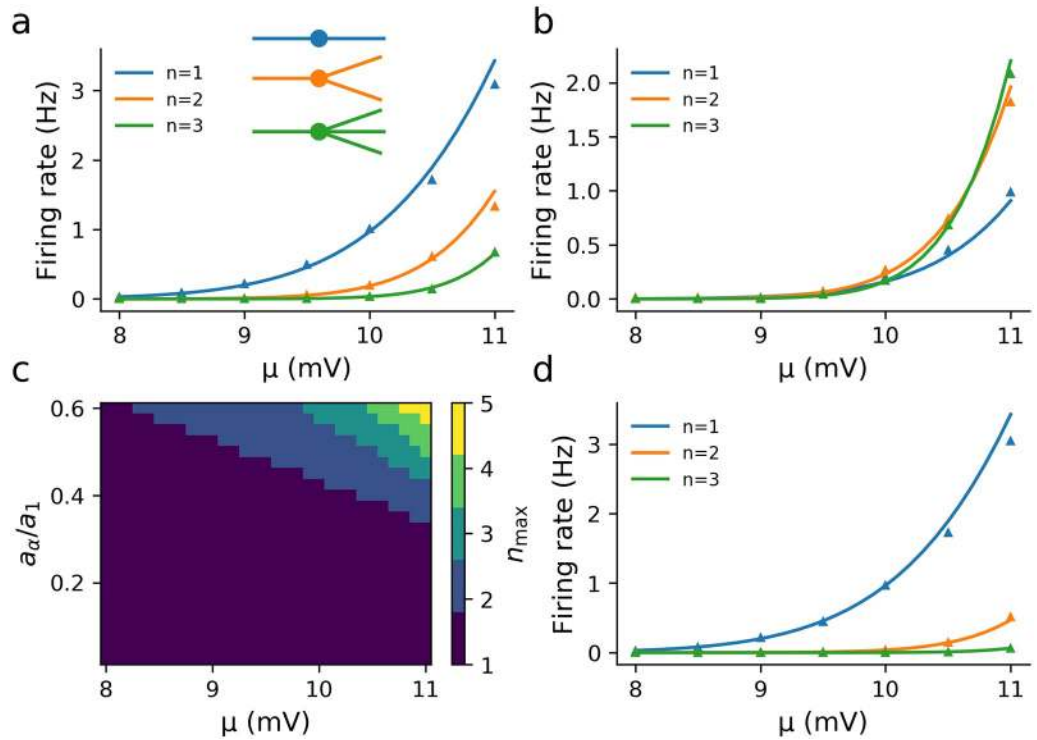 a
Firing rate (Hz)
3
2
1
0
n=1
n=2
n=3
8
9
10
11
μ (mV)
b
Firing rate (Hz)
2.0
1.5
1.0
0.5
0.0
n=1
n=2
n=3
8
9
10
11
μ (mV)
c
aα/a1
0.6
0.4
0.2
8
9
10
11
μ (mV)
5
4
3
2
1
nmax
d
Firing rate (Hz)
3
2
1
0
n=1
n=2
n=3
8
9
10
11
μ (mV)